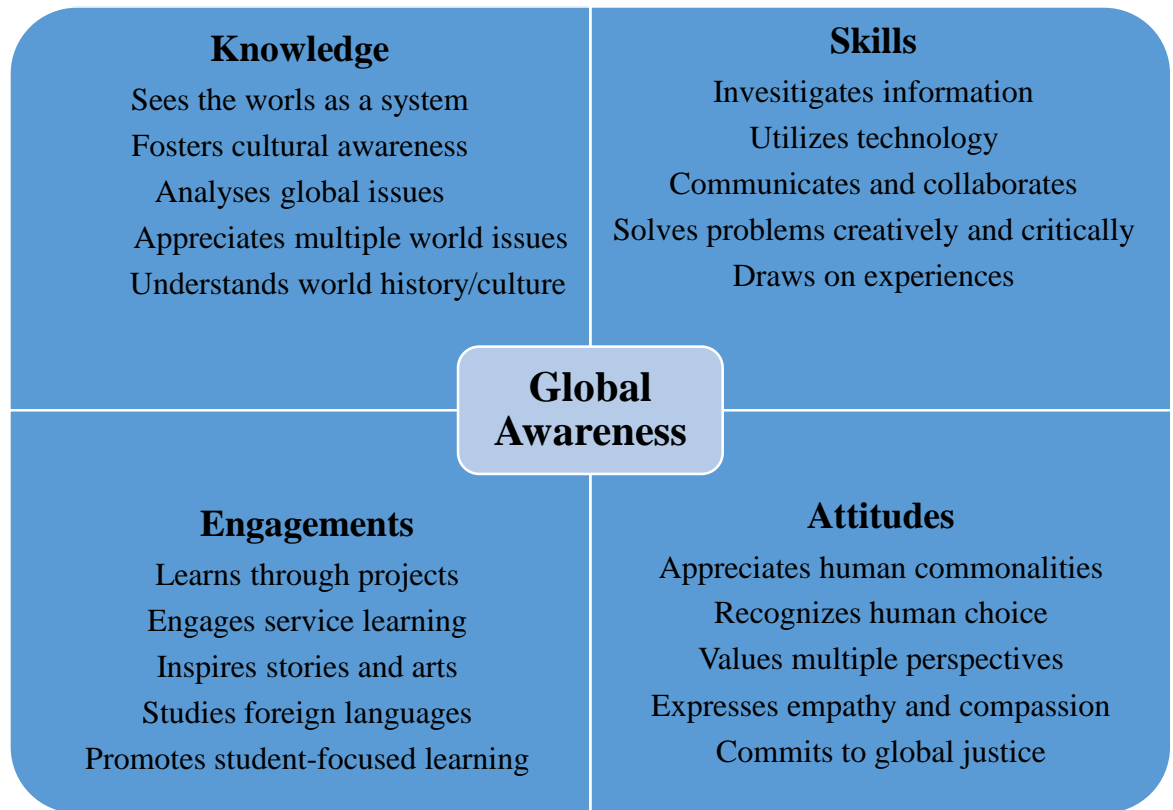 Knowledge
Sees the worls as a system
Fosters cultural awareness
Analyses global issues
Appreciates multiple world issues
Understands world history/culture
Skills
Invesitigates information
Utilizes technology
Communicates and collaborates
Solves problems creatively and critically
Draws on experiences
Global
Awareness
Engagements
Learns through projects
Engages service learning
Inspires stories and arts
Studies foreign languages
Promotes student-focused learning
Attitudes
Appreciates human commonalities
Recognizes human choice
Values multiple perspectives
Expresses empathy and compassion
Commits to global justice